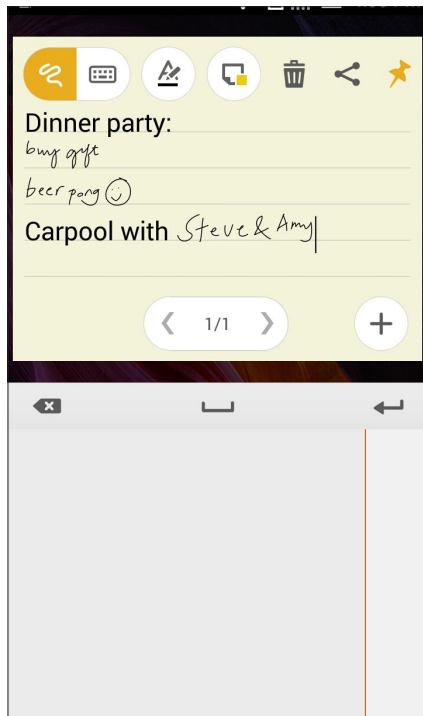 Dinner party:
buy gift
beer pong ☺
Carpool with Steve & Amy
1/1